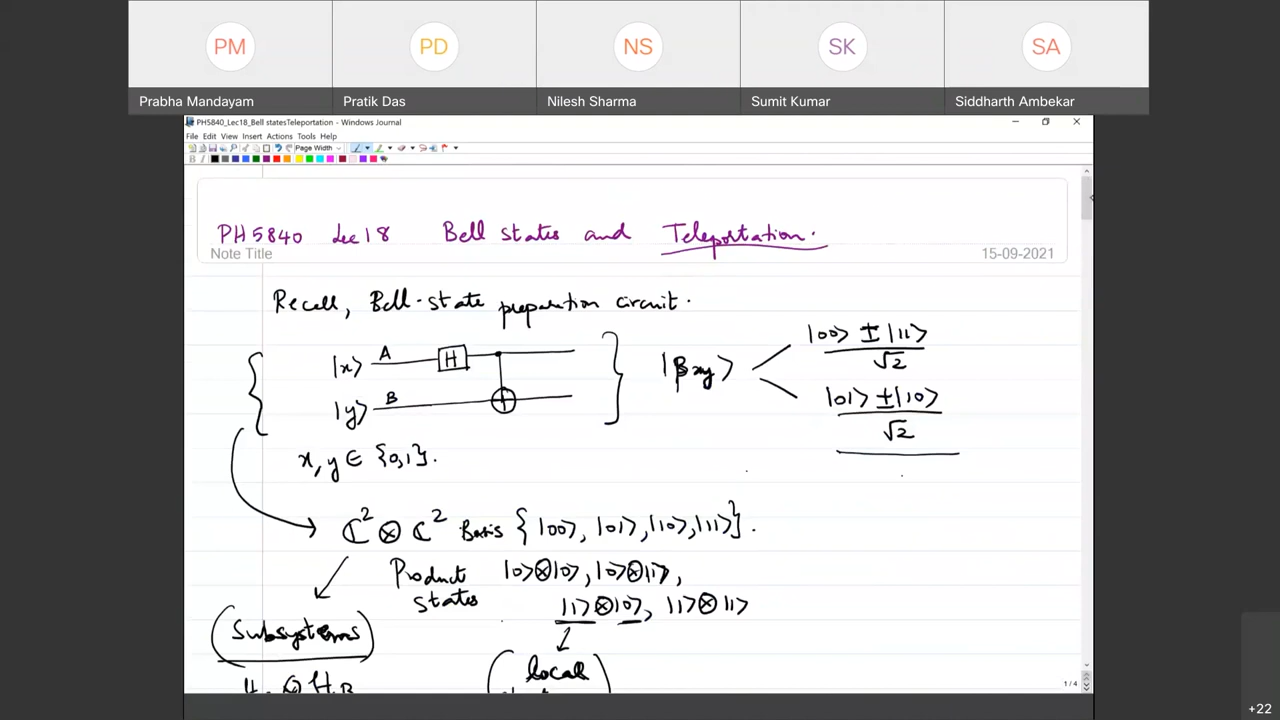 PM PD NS SK SA
Prabha Mandayam Pratik Das Nilesh Sharma Sumit Kumar Siddharth Ambekar
PH5840_Lec18_Bell statesTeleportation - Windows Journal
File Edit View Insert Actions Tools Help
Page Width
B I
PH5840 Lec 18 Bell states and Teleportation.
Note Title 15-09-2021
Recall, Bell-state preparation circuit.
|x⟩ A H
|y⟩ B
|βxy⟩
|00⟩ ± |11⟩
√2
|01⟩ ± |10⟩
√2
x, y ∈ {0,1}.
ℂ² ⊗ ℂ² Basis {|00⟩, |01⟩, |10⟩, |11⟩}.
Product |0⟩⊗|0⟩, |0⟩⊗|1⟩,
states |1⟩⊗|0⟩, |1⟩⊗|1⟩
(Subsystems)
(local
1 / 4
+22